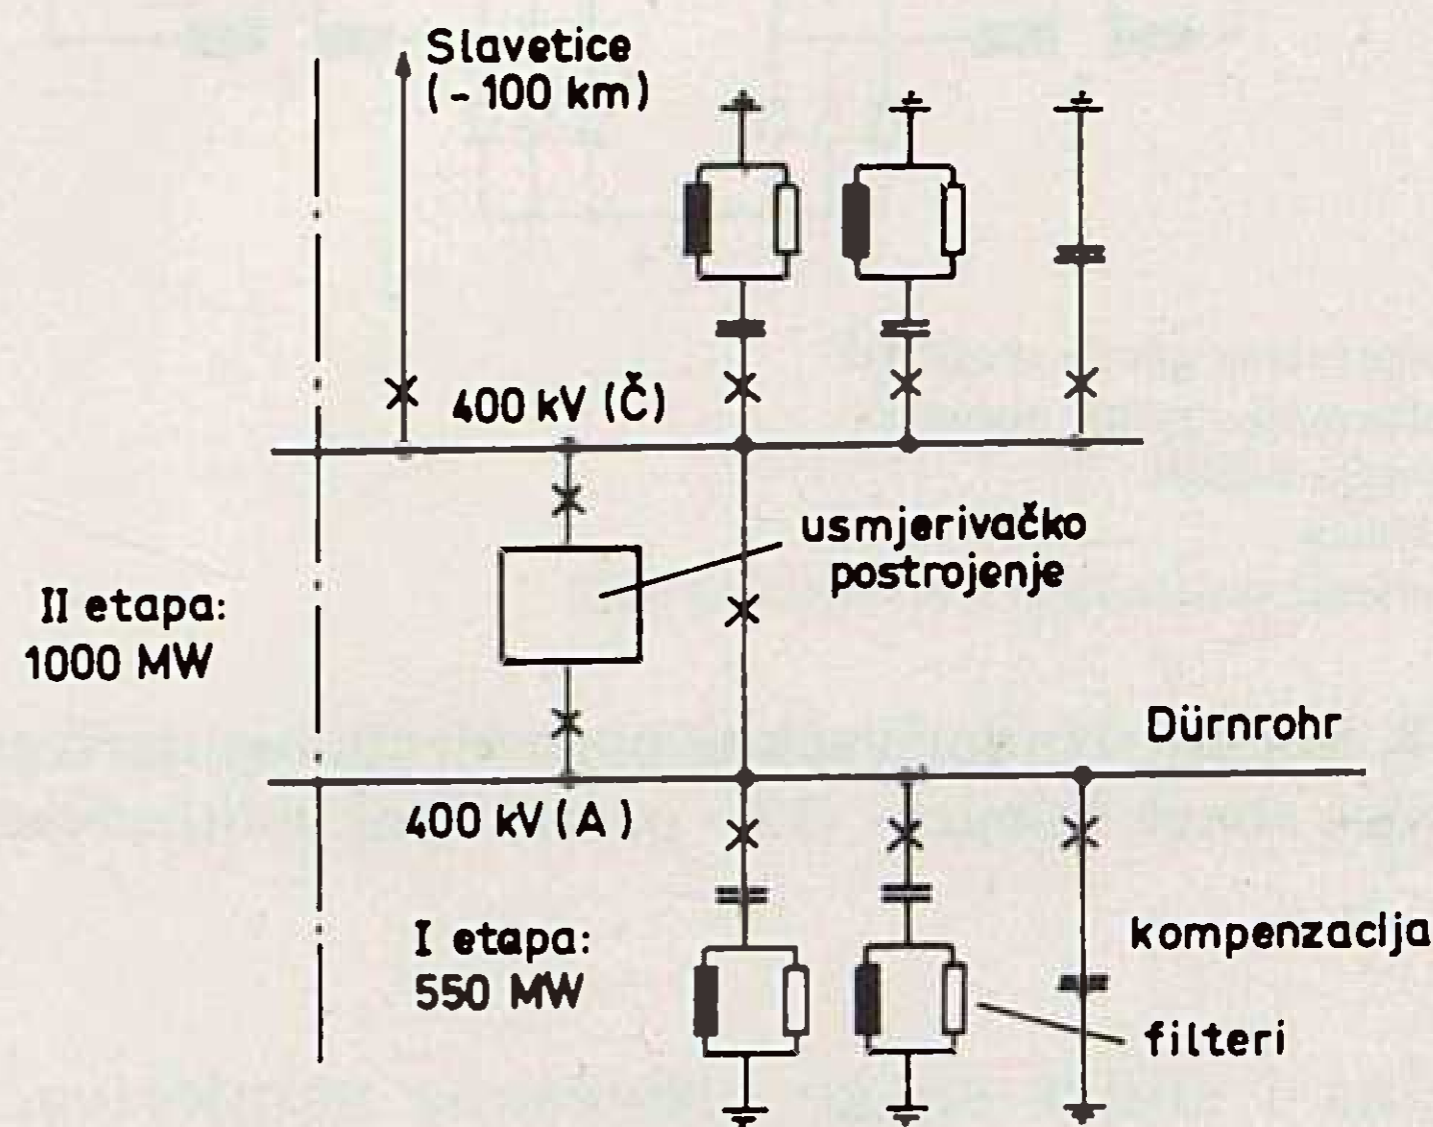 Slavetice
(~100 km)
400 kV (Č)
usmjerivačko
postrojenje
II etapa:
1000 MW
Dürnrohr
400 kV (A)
I etapa:
550 MW
kompenzacija
filteri